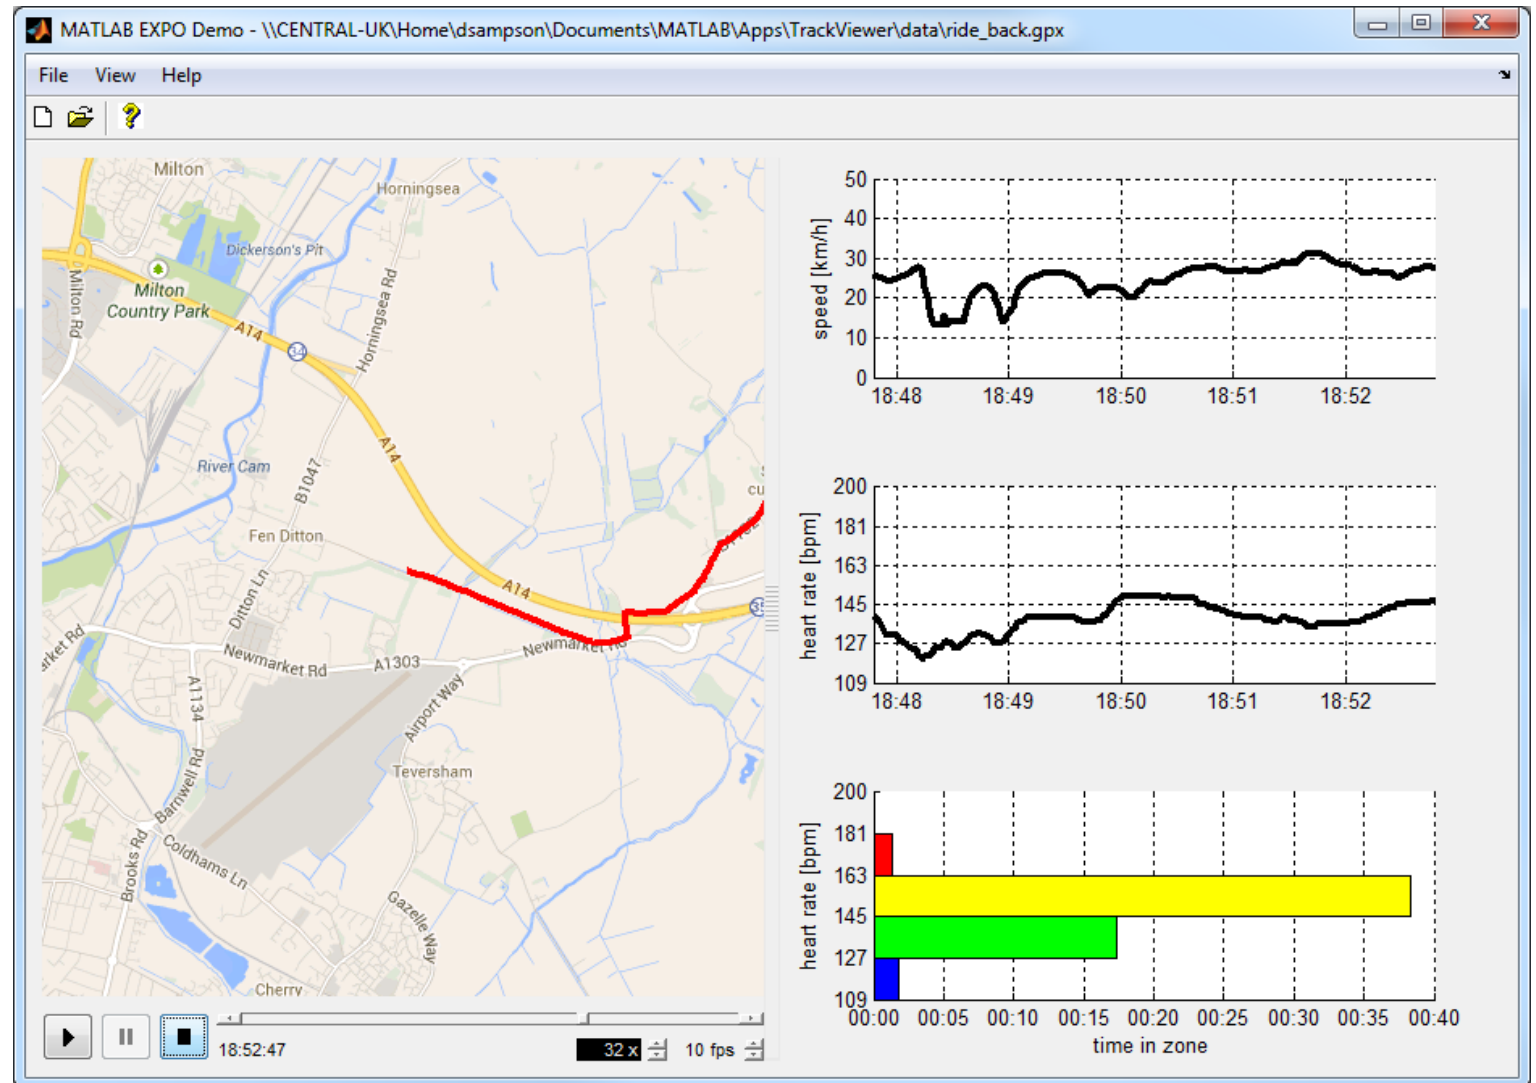 MATLAB EXPO Demo - \\CENTRAL-UK\Home\dsampson\Documents\MATLAB\Apps\TrackViewer\data\ride_back.gpx
File View Help
Milton
Horningsea
Dickerson's Pit
Milton Rd
Milton
Country Park
A14
34
Horningsea Rd
A14
River Cam
B1047
cu
Fen Ditton
A14
35
Ditton Ln
Newmarket Rd
A1303
A1134
Airport Way
Teversham
Barnwell Rd
Brooks Rd
Coldhams Ln
Gazelle Way
Cherry
18:52:47
32 x
10 fps
speed [km/h]
50
40
30
20
10
0
18:48 18:49 18:50 18:51 18:52
heart rate [bpm]
200
181
163
145
127
109
18:48 18:49 18:50 18:51 18:52
heart rate [bpm]
200
181
163
145
127
109
00:00 00:05 00:10 00:15 00:20 00:25 00:30 00:35 00:40
time in zone